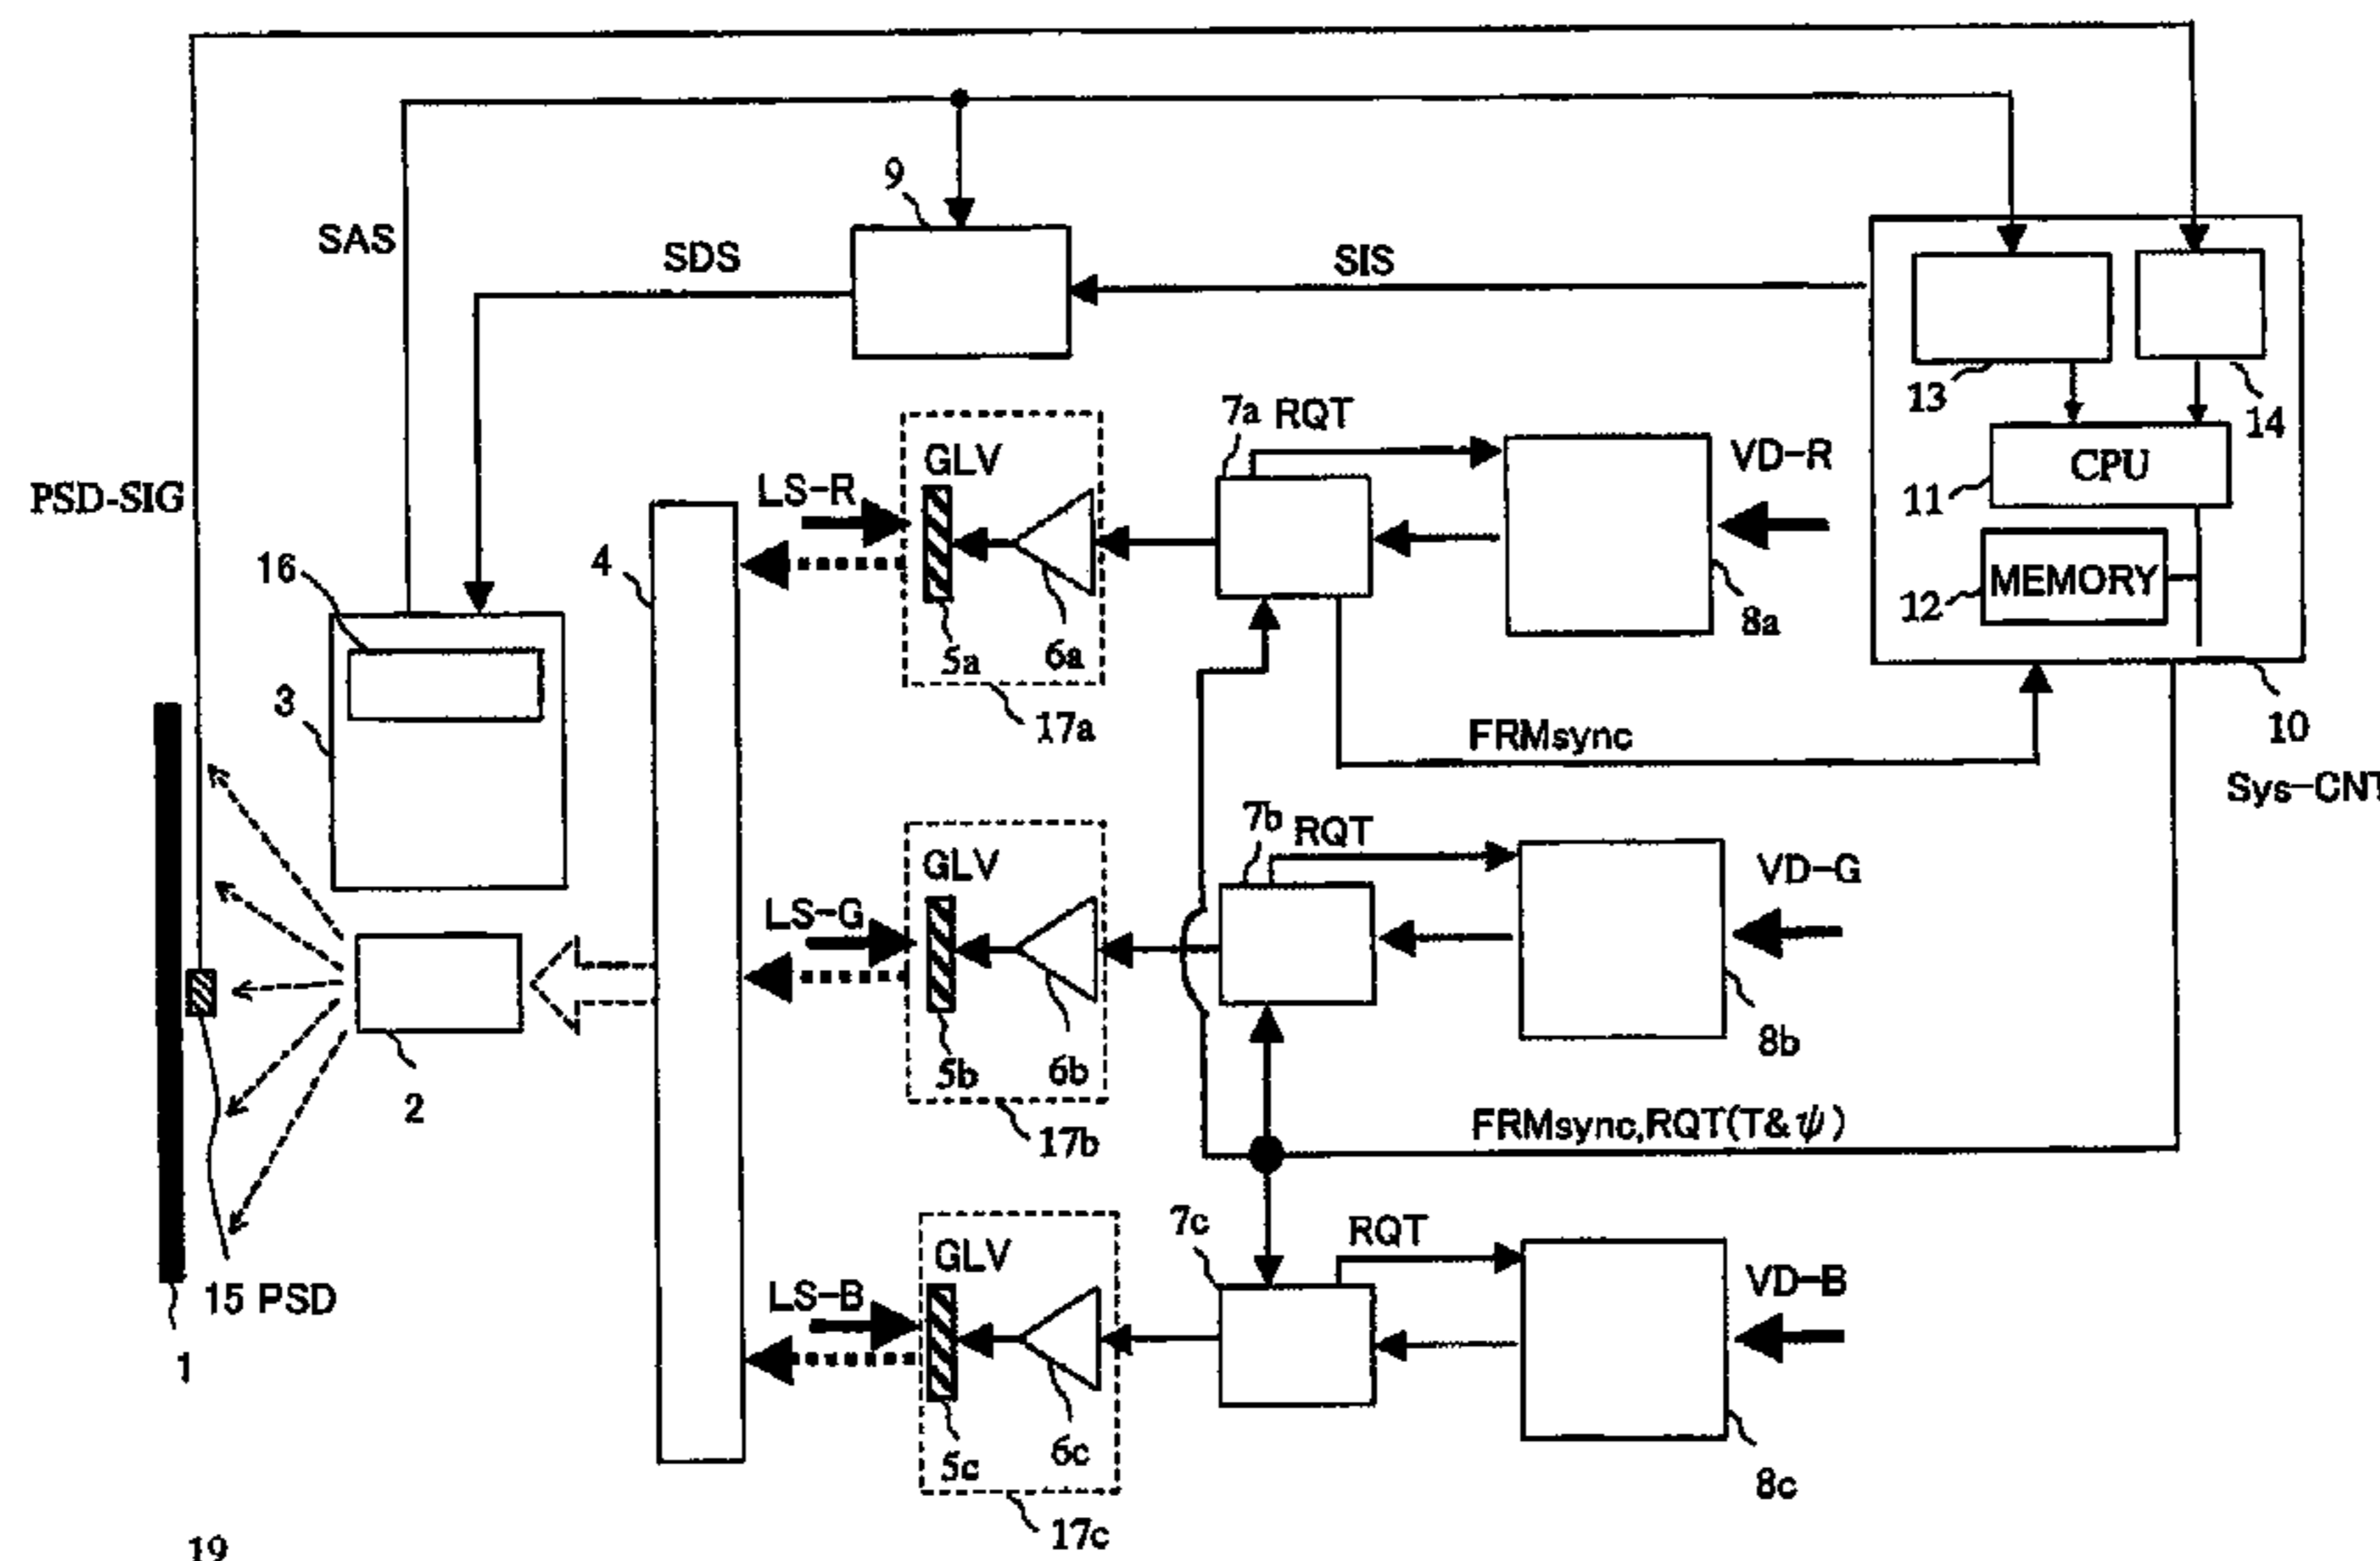 9
SAS
SDS
SIS
13
14
7a RQT
GLV
VD-R
CPU
PSD-SIG
LS-R
11
16
4
MEMORY
12
8a
5a
6a
3
17a
10
FRMsync
Sys-CNT
7b RQT
GLV
VD-G
LS-G
8b
5b
6b
2
FRMsync,RQT(T&ψ)
17b
7c
RQT
GLV
VD-B
LS-B
15 PSD
1
5c
6c
8c
17c
19